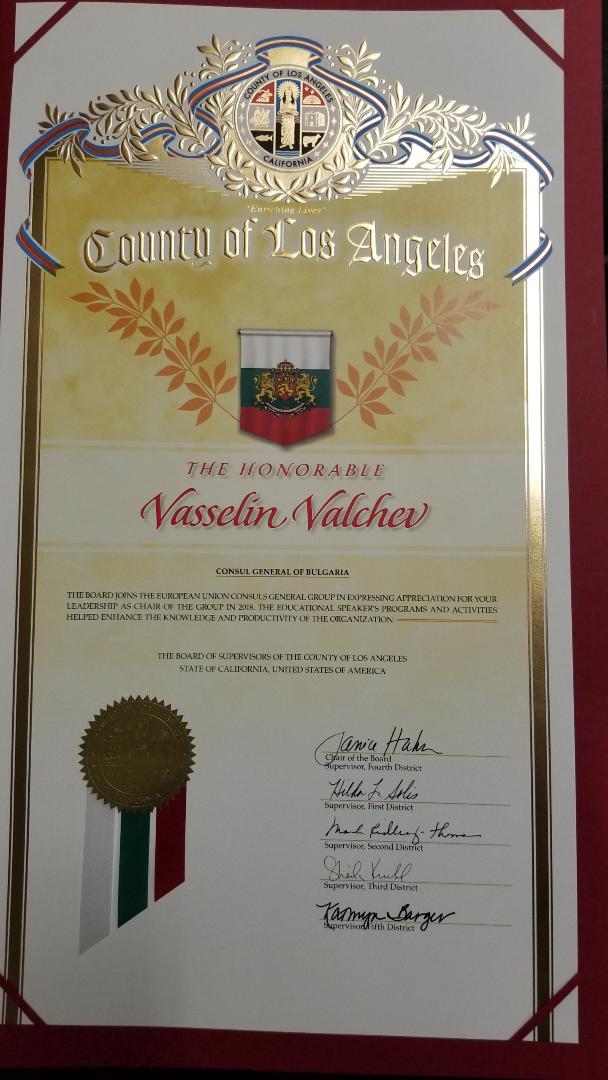 COUNTY OF LOS ANGELES
CALIFORNIA
"Enriching Lives"
County of Los Angeles
THE HONORABLE
Vasselin Valchev
CONSUL GENERAL OF BULGARIA
THE BOARD JOINS THE EUROPEAN UNION CONSULS GENERAL GROUP IN EXPRESSING APPRECIATION FOR YOUR
LEADERSHIP AS CHAIR OF THE GROUP IN 2018. THE EDUCATIONAL SPEAKER'S PROGRAMS AND ACTIVITIES
HELPED ENHANCE THE KNOWLEDGE AND PRODUCTIVITY OF THE ORGANIZATION
THE BOARD OF SUPERVISORS OF THE COUNTY OF LOS ANGELES
STATE OF CALIFORNIA, UNITED STATES OF AMERICA
Janice Hahn
Chair of the Board
Supervisor, Fourth District
Hilda L. Solis
Supervisor, First District
Mark Ridley-Thomas
Supervisor, Second District
Sheila Kuehl
Supervisor, Third District
Kathryn Barger
Supervisor, Fifth District